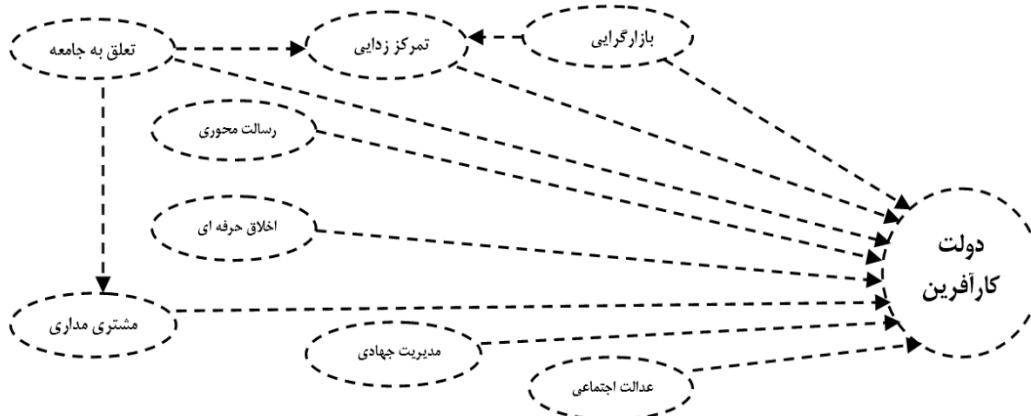 بازارگرایی
تمرکز زدایی
تعلق به جامعه
رسالت محوری
اخلاق حرفه ای
دولت
کارآفرین
مشتری مداری
مدیریت جهادی
عدالت اجتماعی